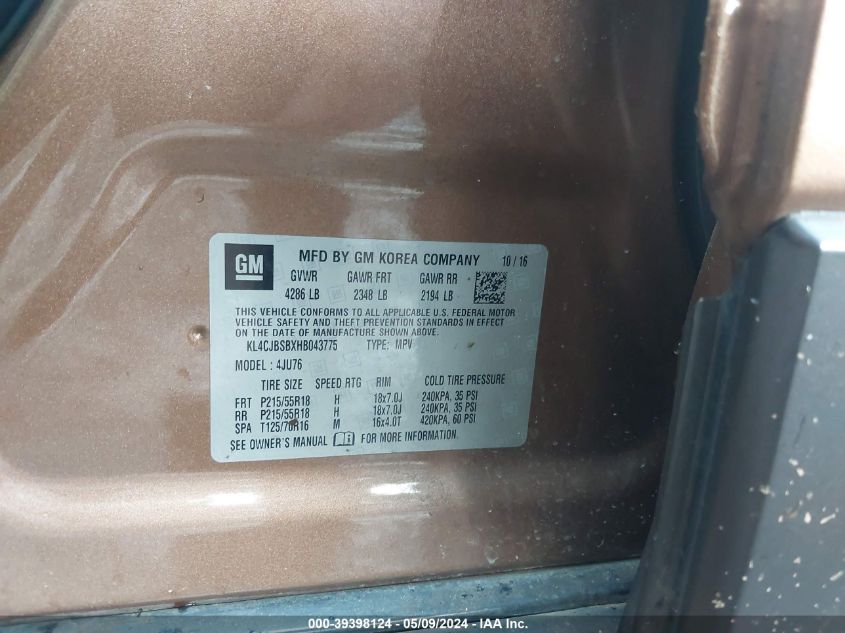 GM
MFD BY GM KOREA COMPANY 10 / 16
GVWR GAWR FRT GAWR RR
4286 LB 2348 LB 2194 LB
THIS VEHICLE CONFORMS TO ALL APPLICABLE U.S. FEDERAL MOTOR
VEHICLE SAFETY AND THEFT PREVENTION STANDARDS IN EFFECT
ON THE DATE OF MANUFACTURE SHOWN ABOVE.
KL4CJBSBXHB043775 TYPE: MPV
MODEL : 4JU76
TIRE SIZE SPEED RTG RIM COLD TIRE PRESSURE
FRT P215/55R18 H 18x7.0J 240KPA, 35 PSI
RR P215/55R18 H 18x7.0J 240KPA, 35 PSI
SPA T125/70R16 M 16x4.0T 420KPA, 60 PSI
SEE OWNER'S MANUAL FOR MORE INFORMATION.
000-39398124 - 05/09/2024 - IAA Inc.